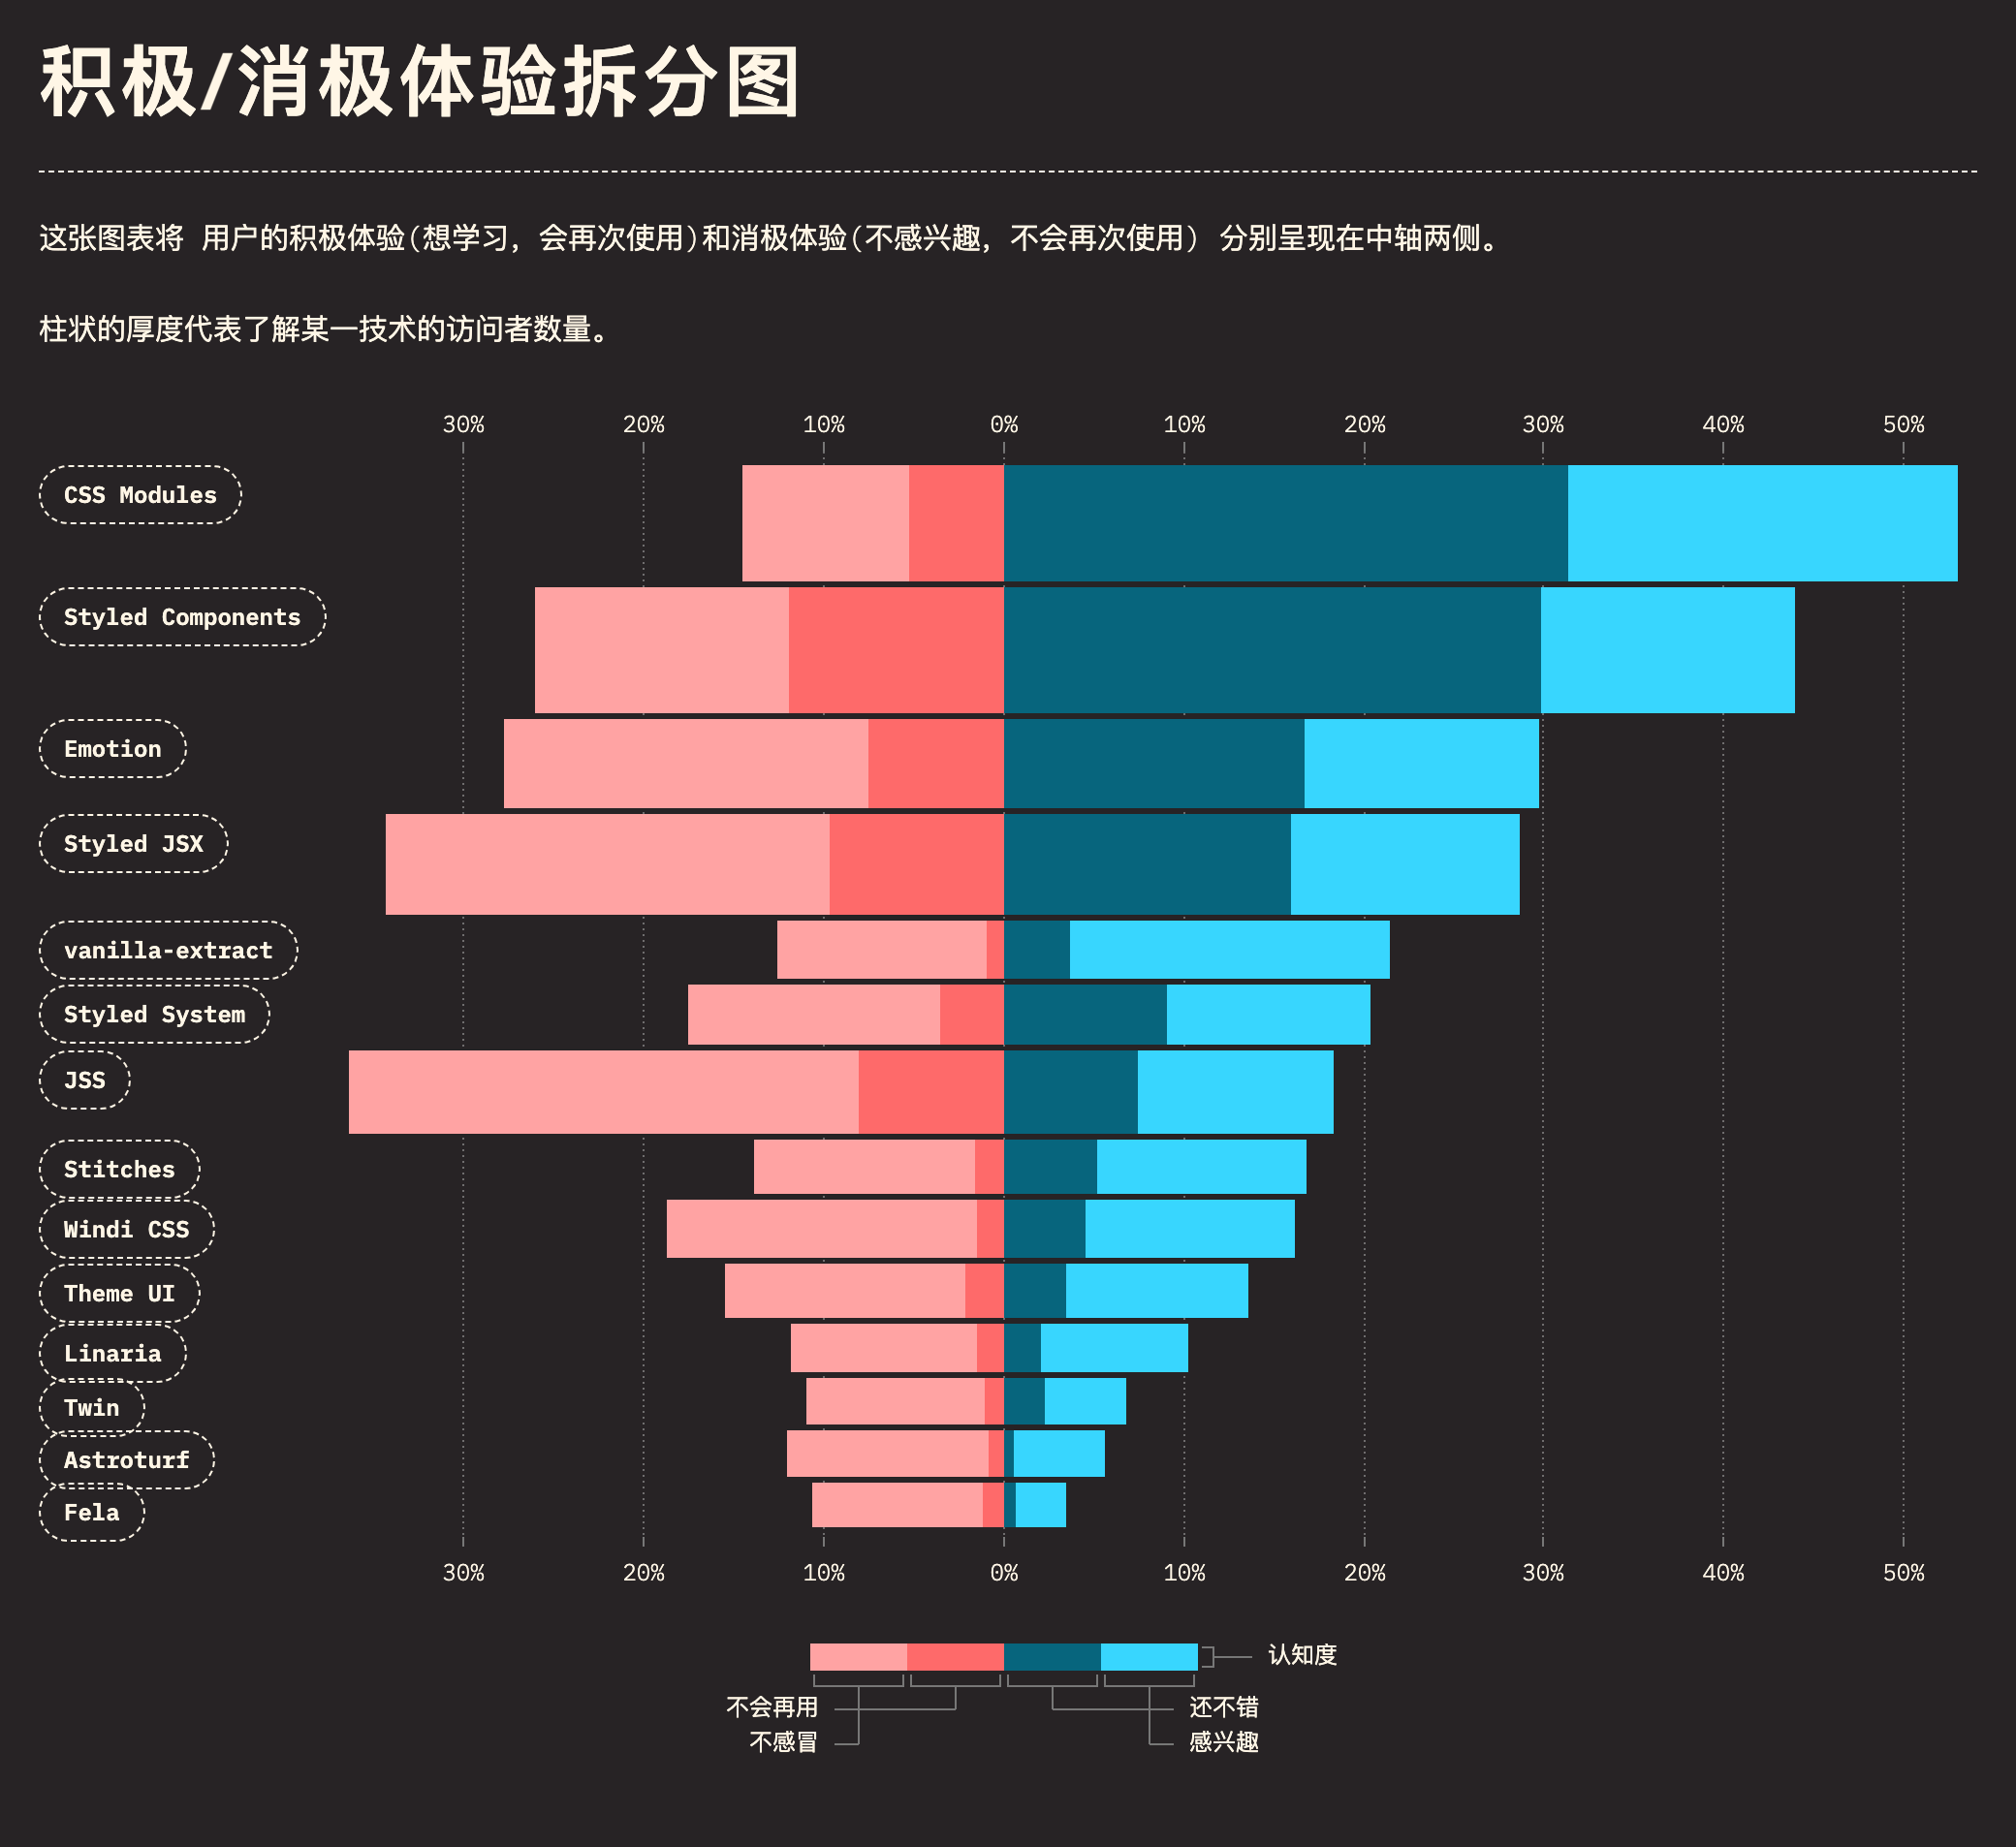 积极/消极体验拆分图
这张图表将 用户的积极体验(想学习, 会再次使用)和消极体验(不感兴趣, 不会再次使用) 分别呈现在中轴两侧。
柱状的厚度代表了解某一技术的访问者数量。
30% 20% 10% 0% 10% 20% 30% 40% 50%
CSS Modules
Styled Components
Emotion
Styled JSX
vanilla-extract
Styled System
JSS
Stitches
Windi CSS
Theme UI
Linaria
Twin
Astroturf
Fela
30% 20% 10% 0% 10% 20% 30% 40% 50%
认知度
不会再用 还不错
不感冒 感兴趣